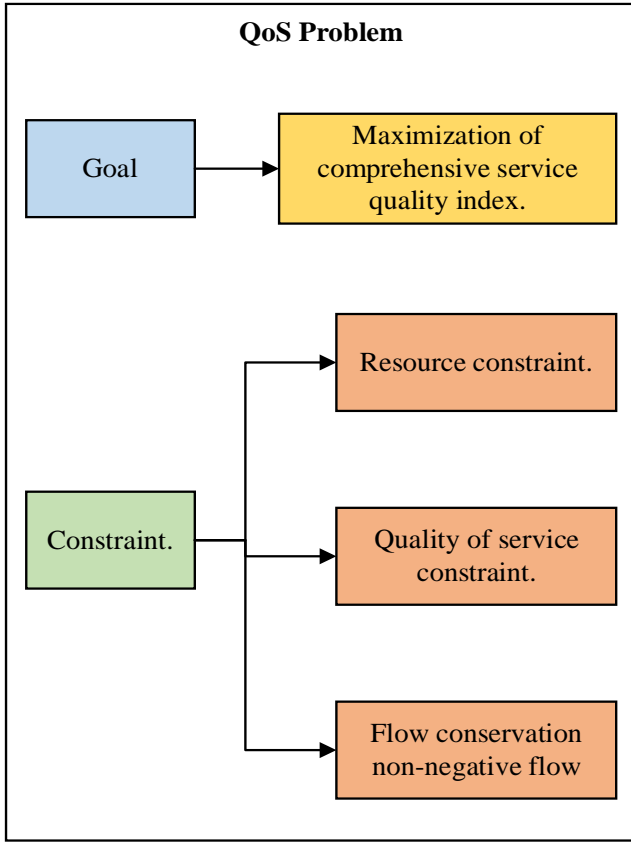 QoS Problem
Goal
Maximization of
comprehensive service
quality index.
Resource constraint.
Constraint.
Quality of service
constraint.
Flow conservation
non-negative flow